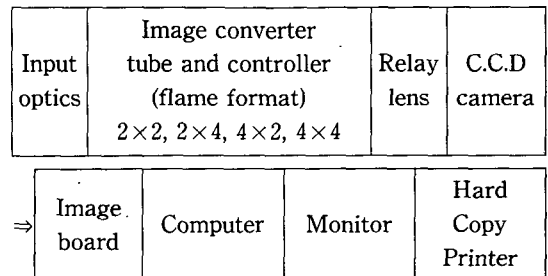 Input optics
Image converter tube and controller (flame format) 2×2, 2×4, 4×2, 4×4
Relay lens
C.C.D camera
⇒
Image board
Computer
Monitor
Hard Copy Printer